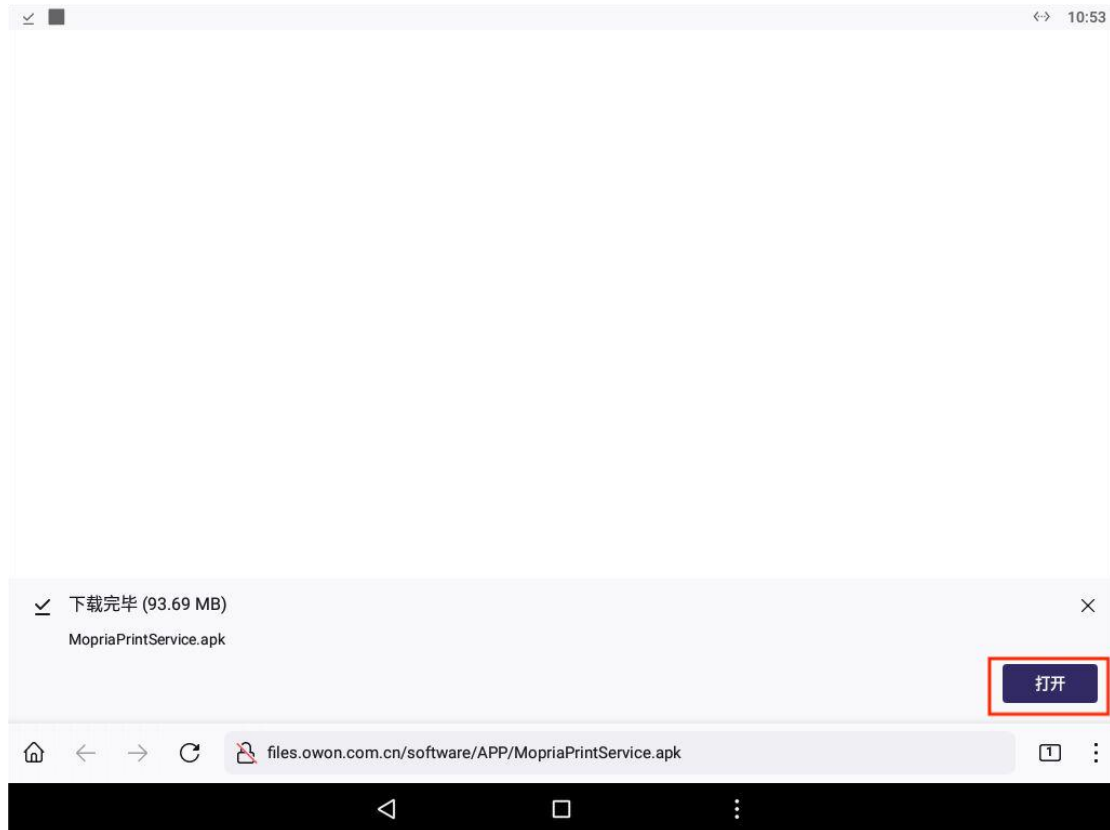 10:53
下载完毕 (93.69 MB)
MopriaPrintService.apk
打开
files.owon.com.cn/software/APP/MopriaPrintService.apk
1